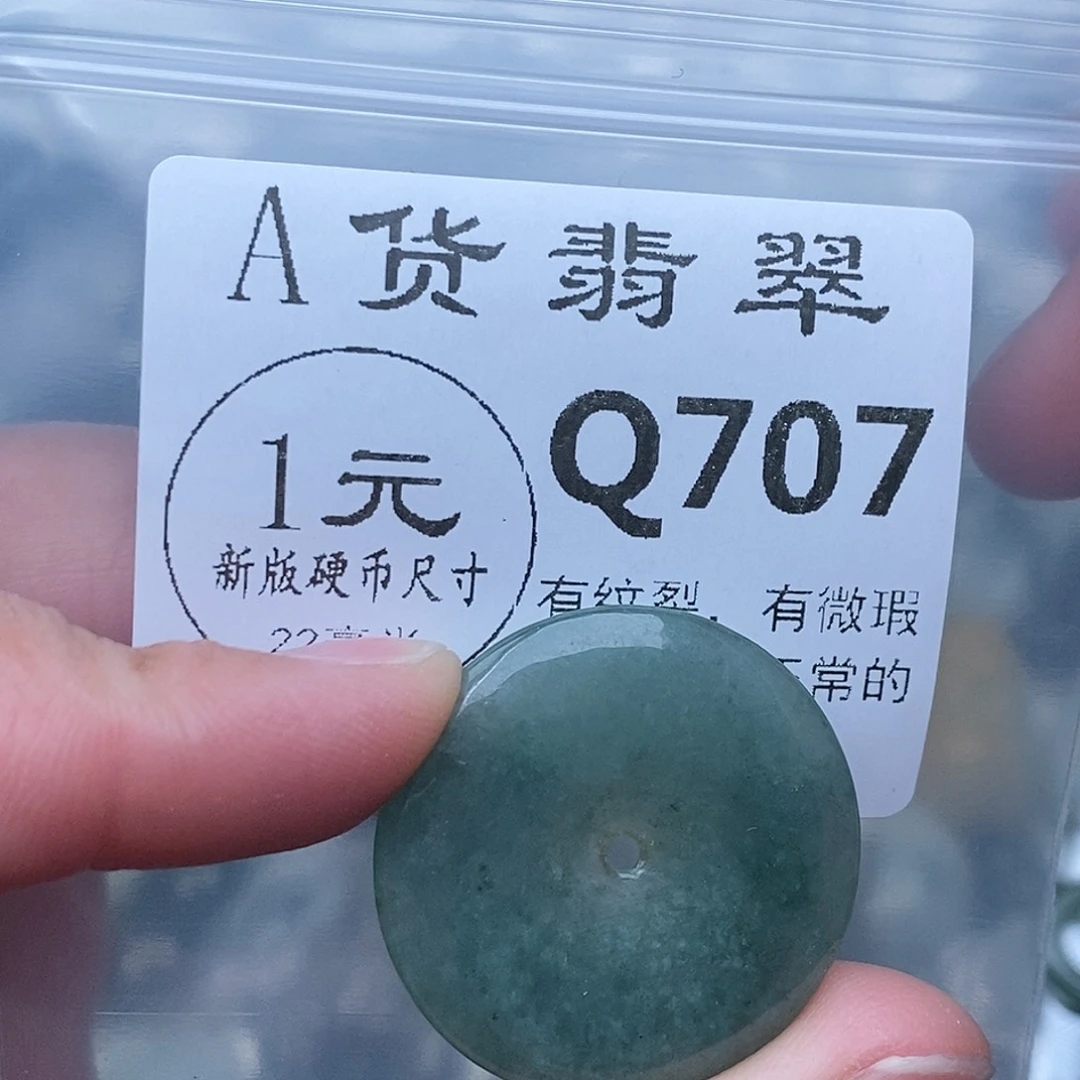 A货翡翠
1元
Q707
新版硬币尺寸
有纹裂，有微瑕
常的